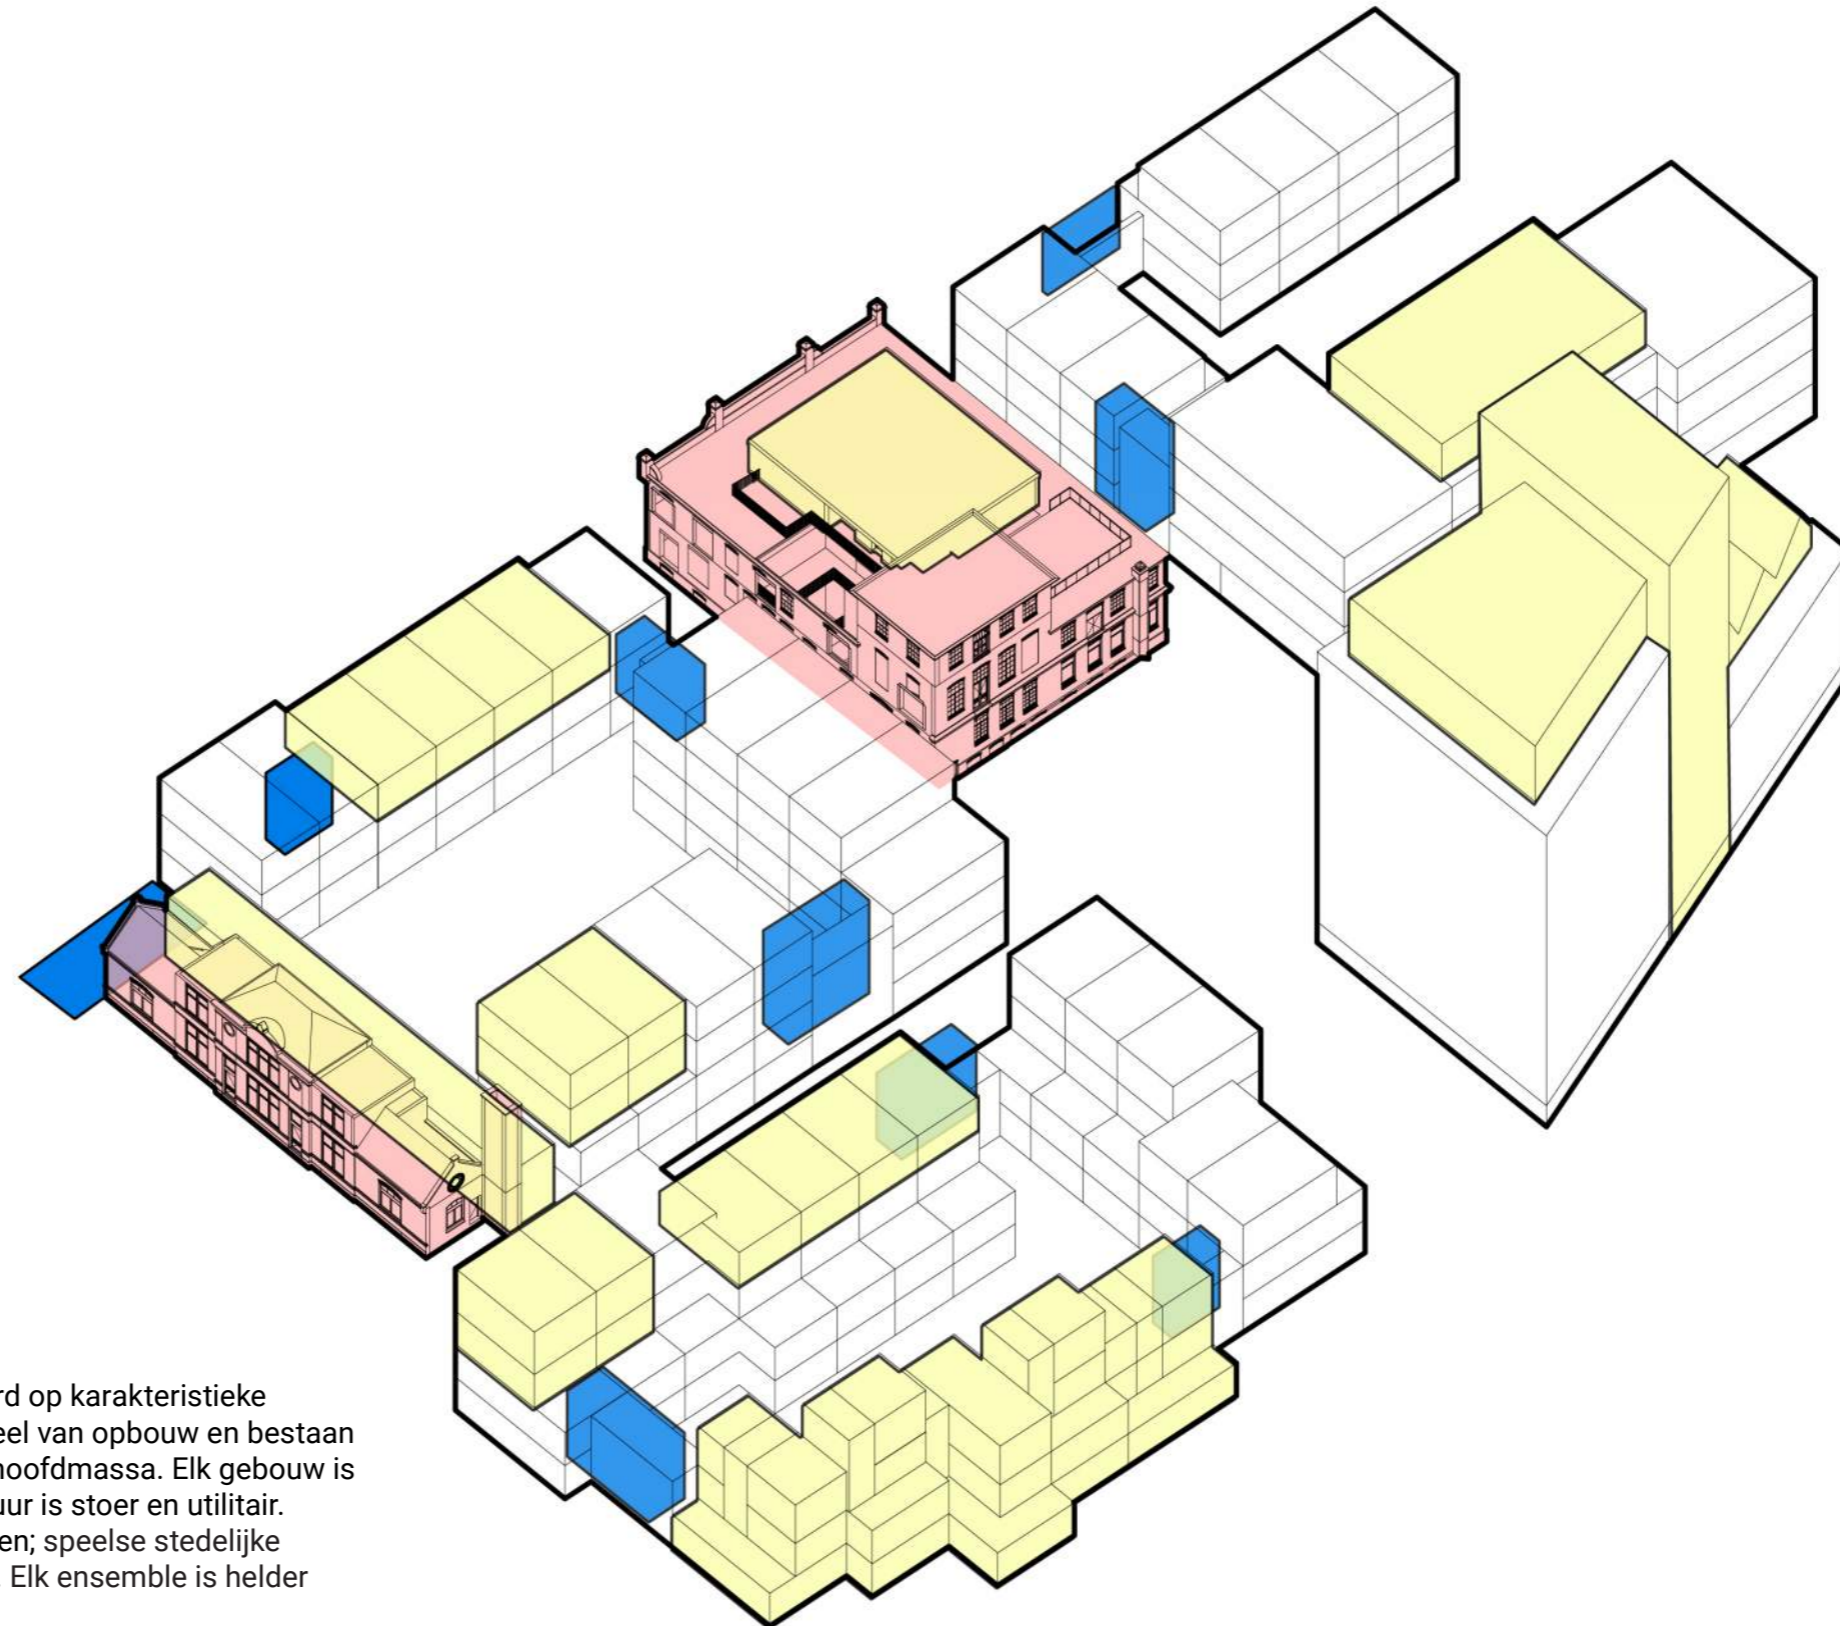 rd op karakteristieke
eel van opbouw en bestaan
hoofdmassa. Elk gebouw is
uur is stoer en utilitair.
en; speelse stedelijke
. Elk ensemble is helder